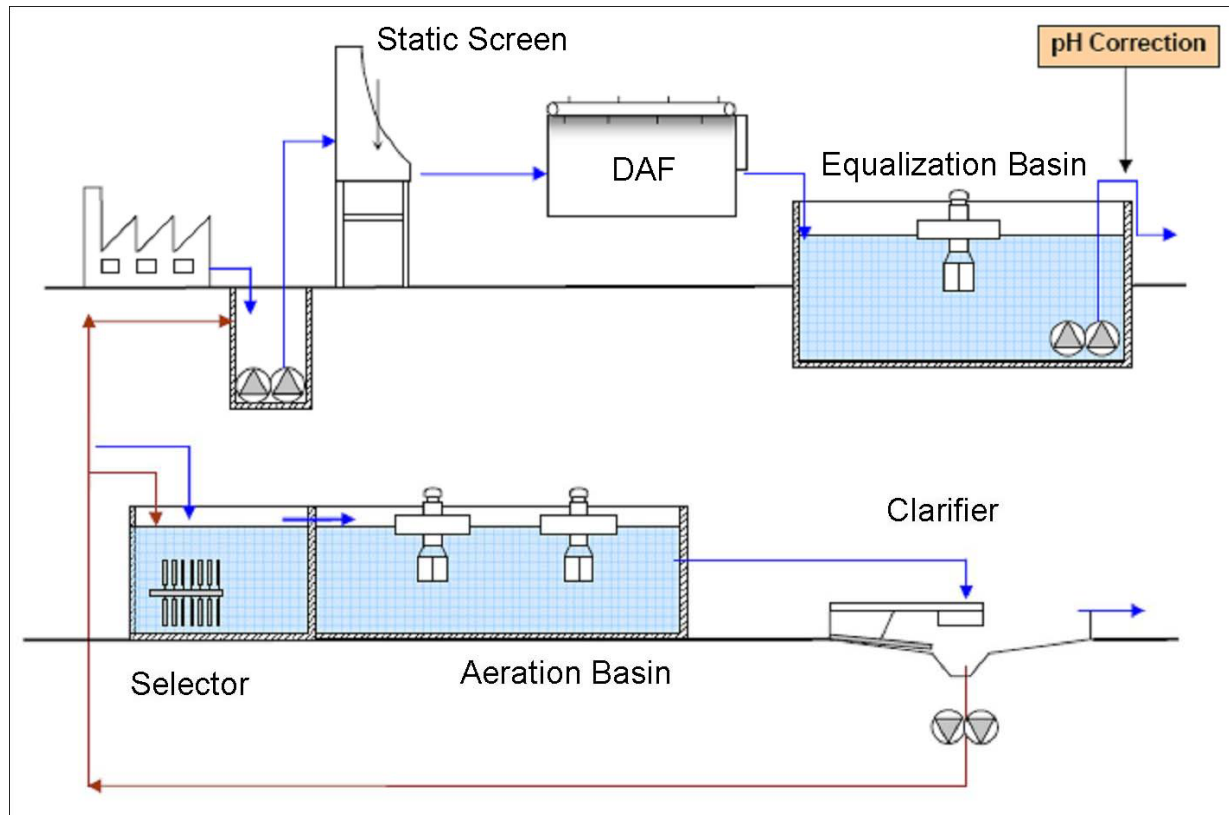 Static Screen
pH Correction
DAF
Equalization Basin
Clarifier
Selector
Aeration Basin